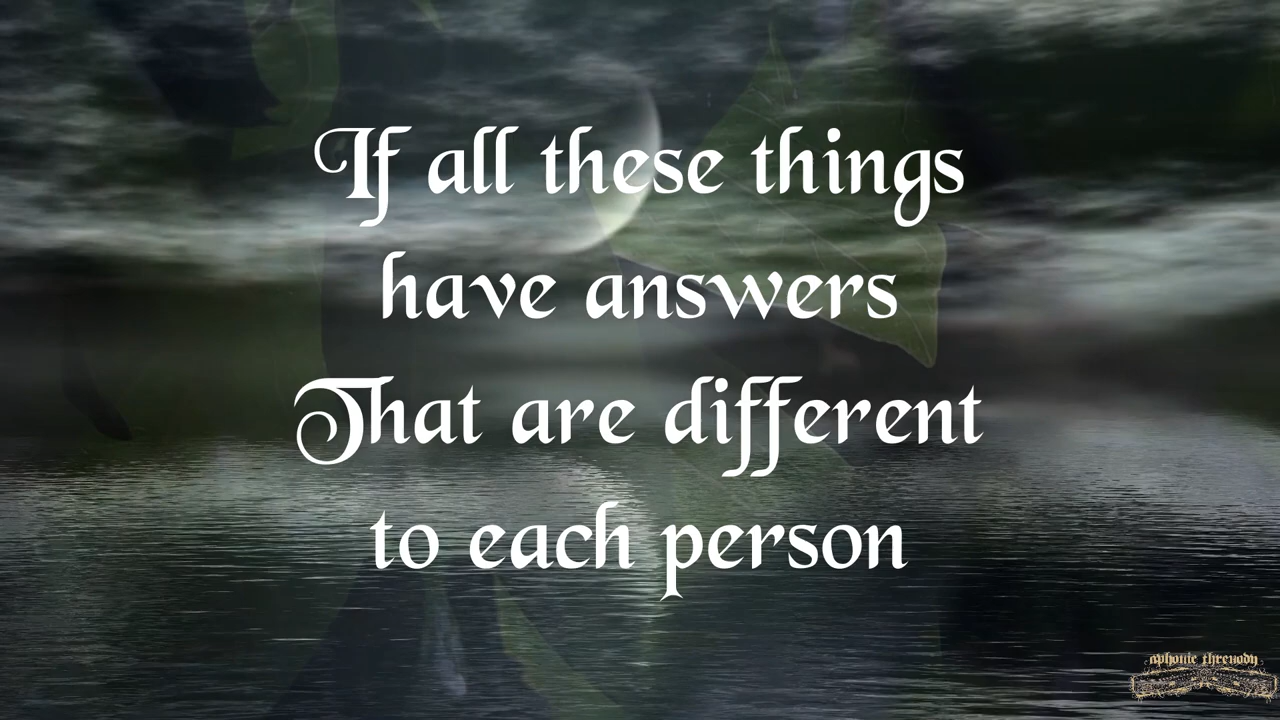 If all these things
have answers
That are different
to each person
aphonic threnody